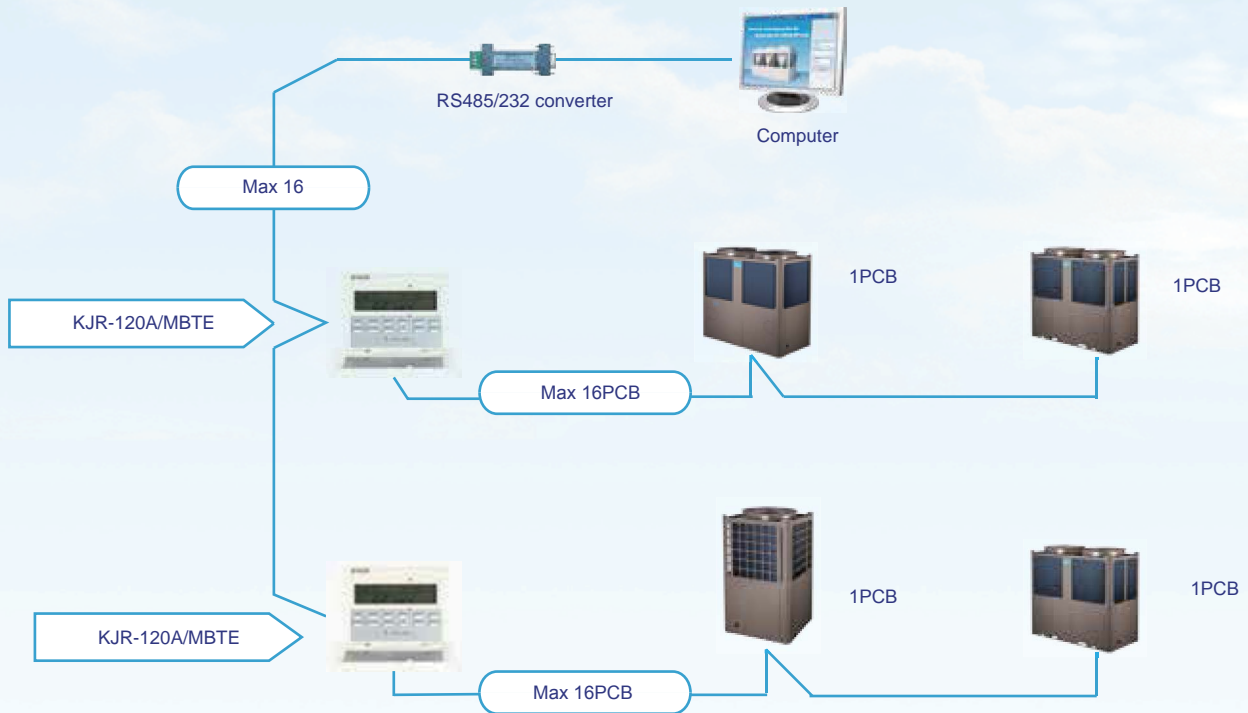 RS485/232 converter
Computer
Max 16
1PCB
1PCB
KJR-120A/MBTE
Max 16PCB
1PCB
1PCB
KJR-120A/MBTE
Max 16PCB